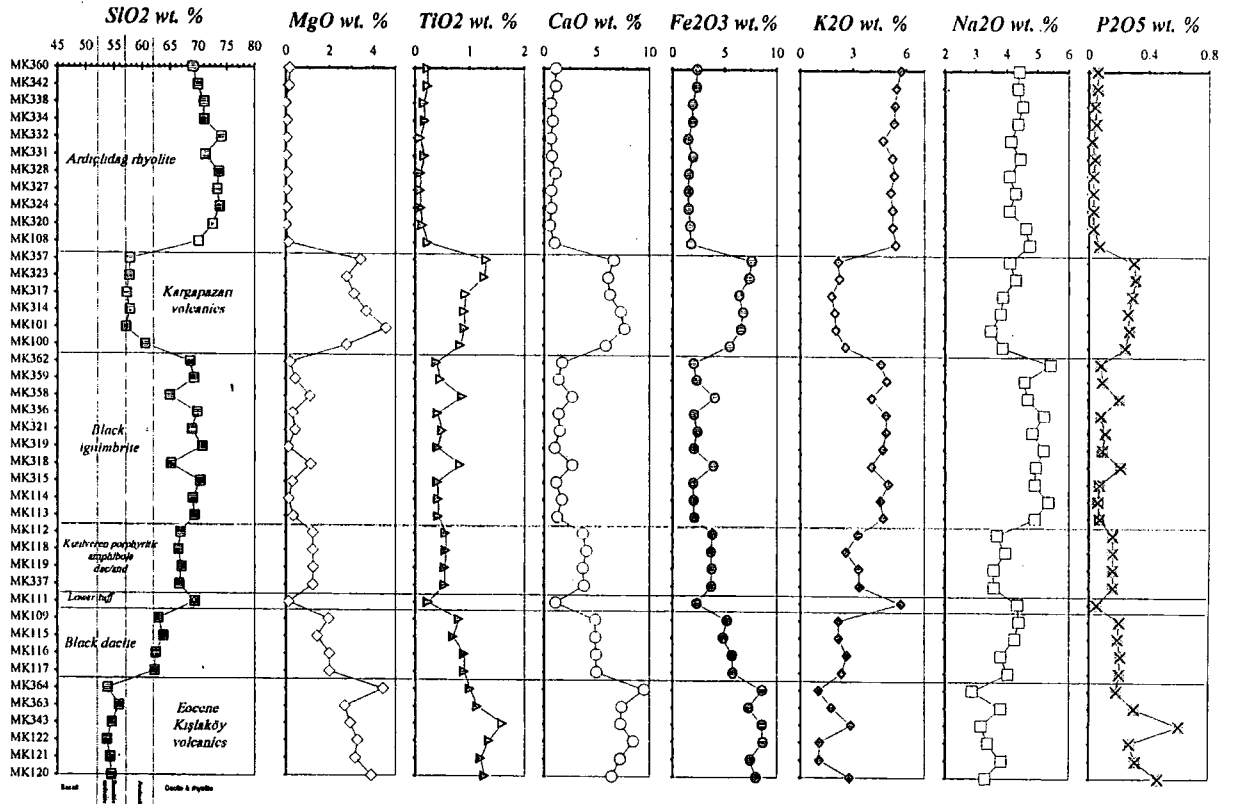 SiO2 wt. % MgO wt. % TiO2 wt. % CaO wt. % Fe2O3 wt. % K2O wt. % Na2O wt. % P2O5 wt. %
45 55 65 70 80 0 2 4 0 1 2 0 5 10 0 5 10 0 3 6 2 3 4 5 6 0 0.4 0.8
MK360
MK342
MK338
MK334
MK332
MK331
Ardiclidag rhyolite
MK328
MK327
MK324
MK320
MK108
MK357
MK323
Kargapazari
MK317
volcanics
MK314
MK101
MK100
MK362
MK359
MK358
MK356
Black
MK321
ignimbrite
MK319
MK318
MK315
MK114
MK113
MK112
porphyritic
MK118
amphibole
MK119
MK337
Lower tuff
MK111
MK109
MK115
Black dacite
MK116
MK117
MK364
MK363
Eocene
MK343
Kışlaköy
MK122
volcanics
MK121
MK120
Basalt Dacite & rhyolite